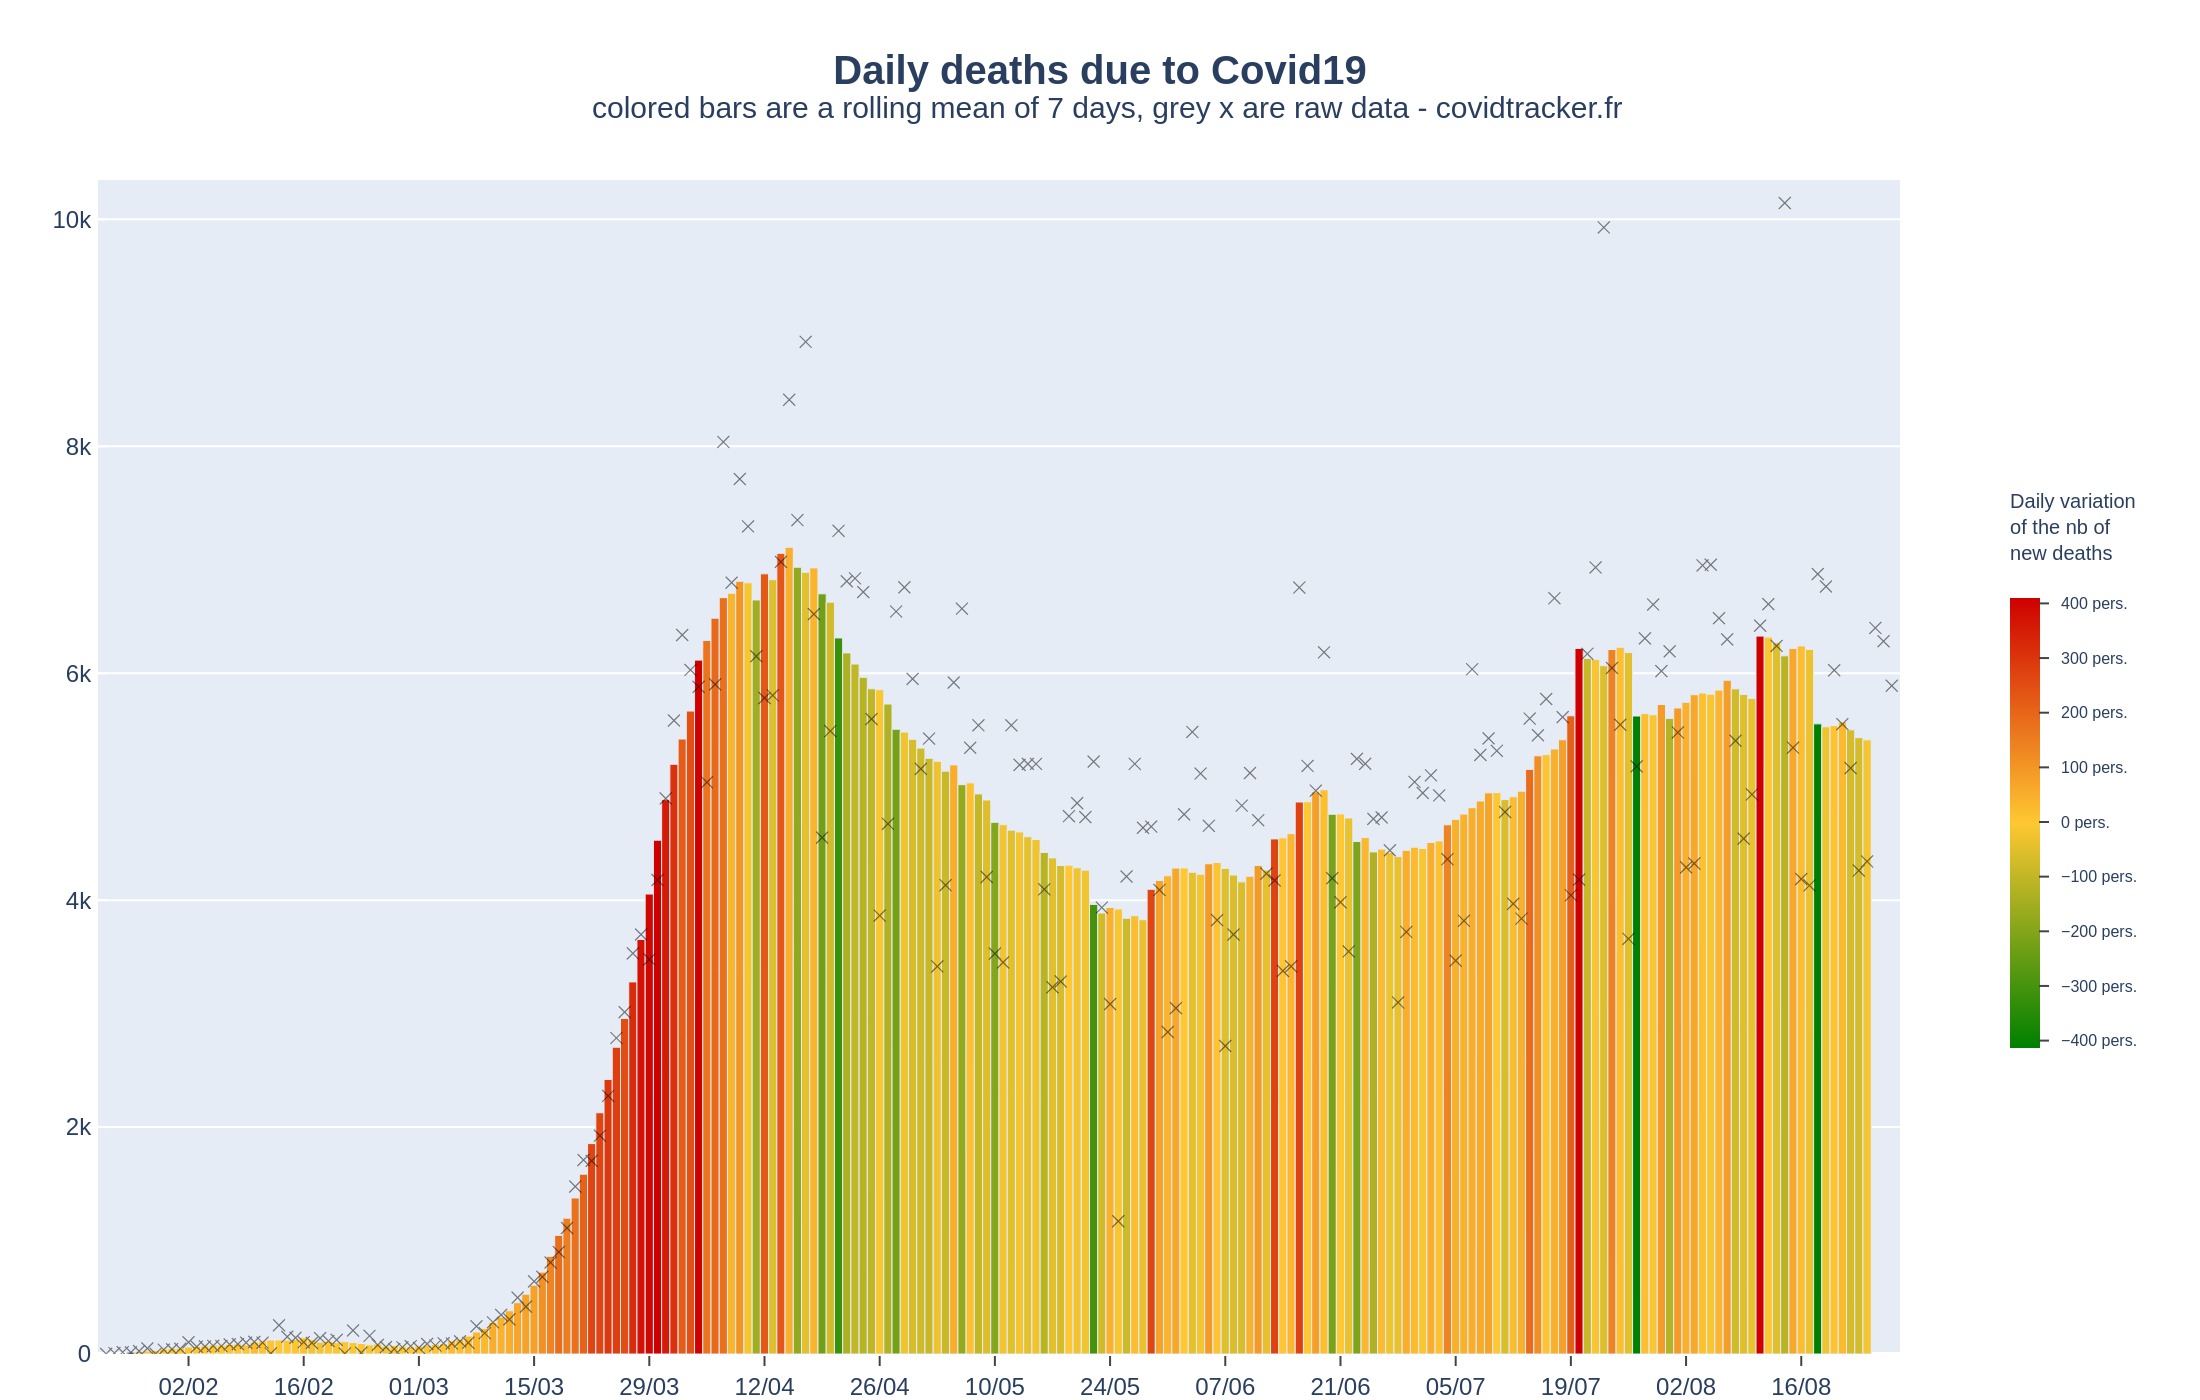 Daily deaths due to Covid19
colored bars are a rolling mean of 7 days, grey x are raw data - covidtracker.fr
10k
8k
6k
4k
2k
0
02/02 16/02 01/03 15/03 29/03 12/04 26/04 10/05 24/05 07/06 21/06 05/07 19/07 02/08 16/08
Daily variation
of the nb of
new deaths
400 pers.
300 pers.
200 pers.
100 pers.
0 pers.
−100 pers.
−200 pers.
−300 pers.
−400 pers.